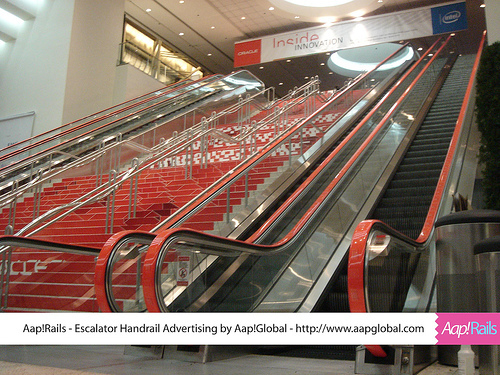 ORACLE
Inside
INNOVATION
intel
Aap!Rails - Escalator Handrail Advertising by Aap!Global - http://www.aapglobal.com
Aap!Rails